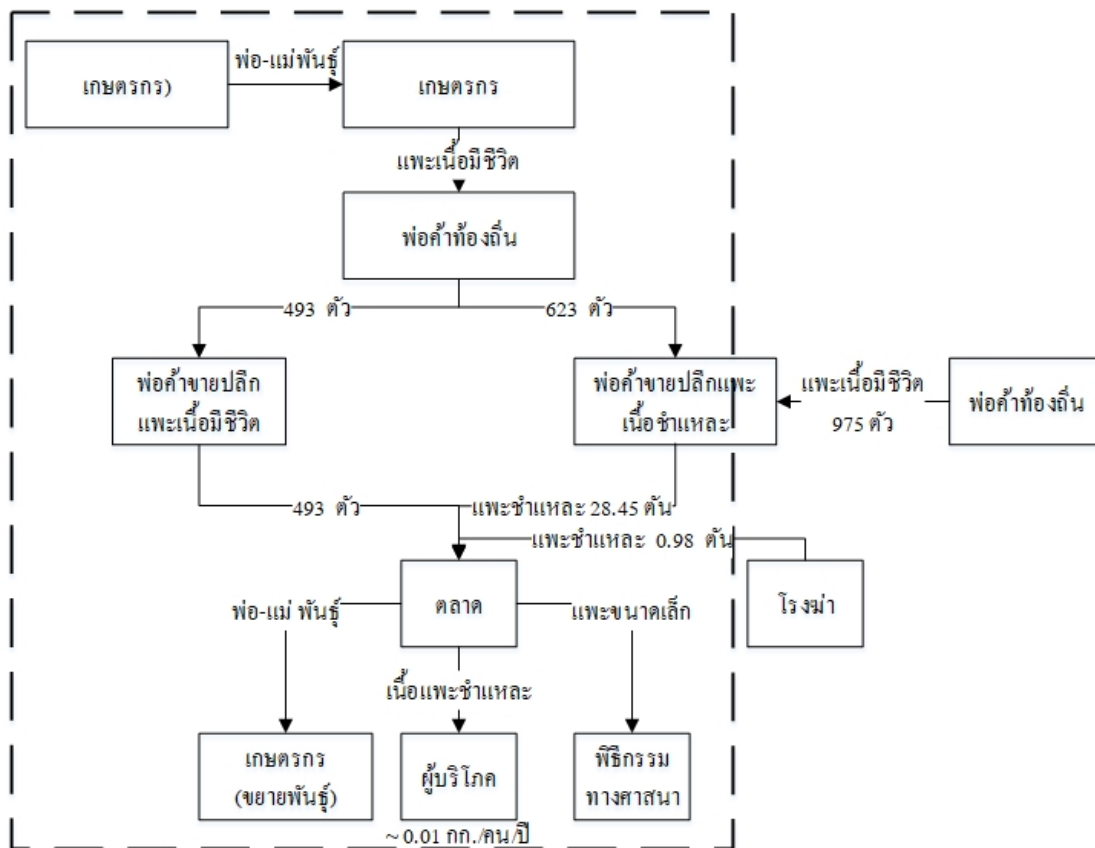 พ่อ-แม่พันธุ์
เกษตรกร)
เกษตรกร
แพะเนื้อมีชีวิต
พ่อค้าท้องถิ่น
493 ตัว
623 ตัว
พ่อค้าขายปลีก
แพะเนื้อมีชีวิต
พ่อค้าขายปลีกแพะ
เนื้อชำแหละ
แพะเนื้อมีชีวิต
975 ตัว
พ่อค้าท้องถิ่น
493 ตัว
แพะชำแหละ 28.45 ตัน
แพะชำแหละ 0.98 ตัน
โรงฆ่า
ตลาด
พ่อ-แม่ พันธุ์
แพะขนาดเล็ก
เนื้อแพะชำแหละ
เกษตรกร
(ขยายพันธุ์)
ผู้บริโภค
พิธีกรรม
ทางศาสนา
~ 0.01 กก./คน/ปี